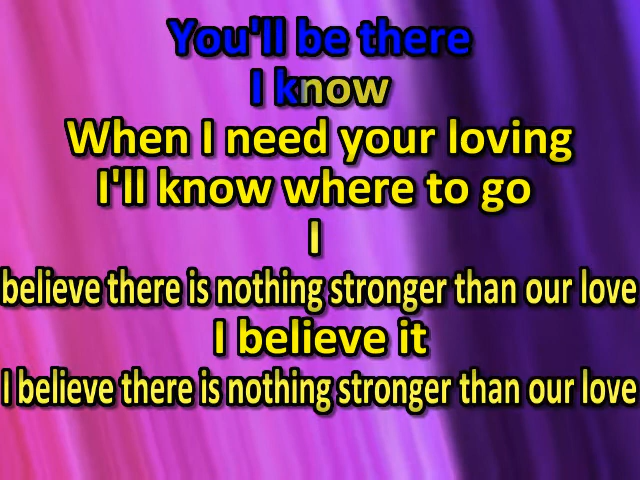 You'll be there
I know
When I need your loving
I'll know where to go
I
believe there is nothing stronger than our love
I believe it
I believe there is nothing stronger than our love